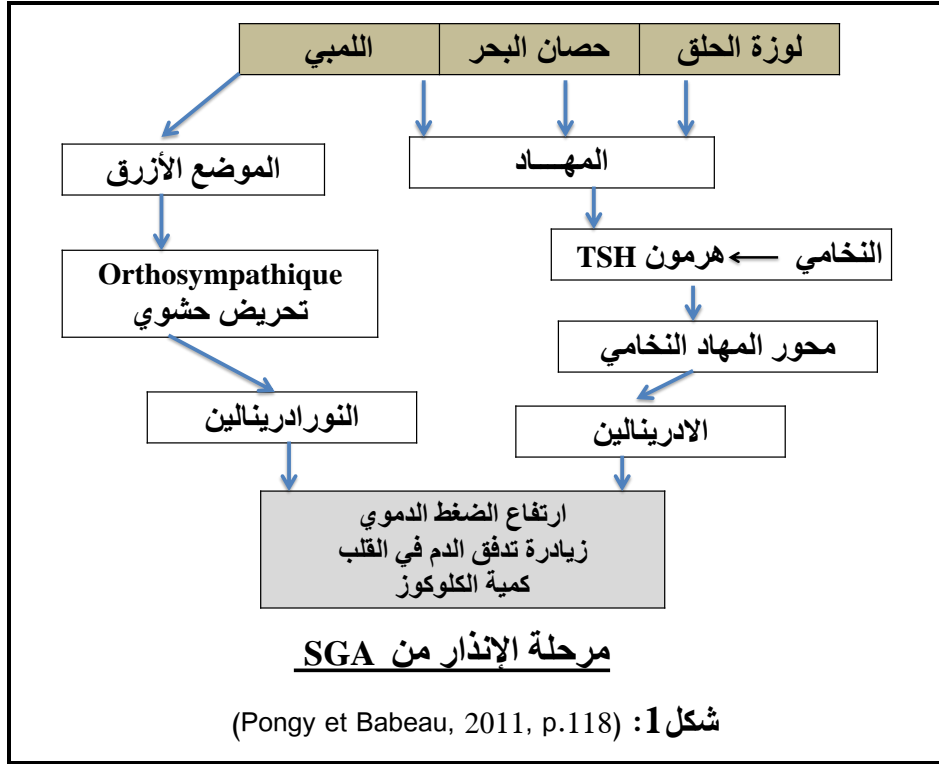 لوزة الحلق
حصان البحر
اللمبي
المهـــاد
الموضع الأزرق
النخامي ← هرمون TSH
Orthosympathique
تحريض حشوي
محور المهاد النخامي
النورادرينالين
الادرينالين
ارتفاع الضغط الدموي
زيادرة تدفق الدم في القلب
كمية الكلوكوز
مرحلة الإنذار من SGA
شكل1: (Pongy et Babeau, 2011, p.118)